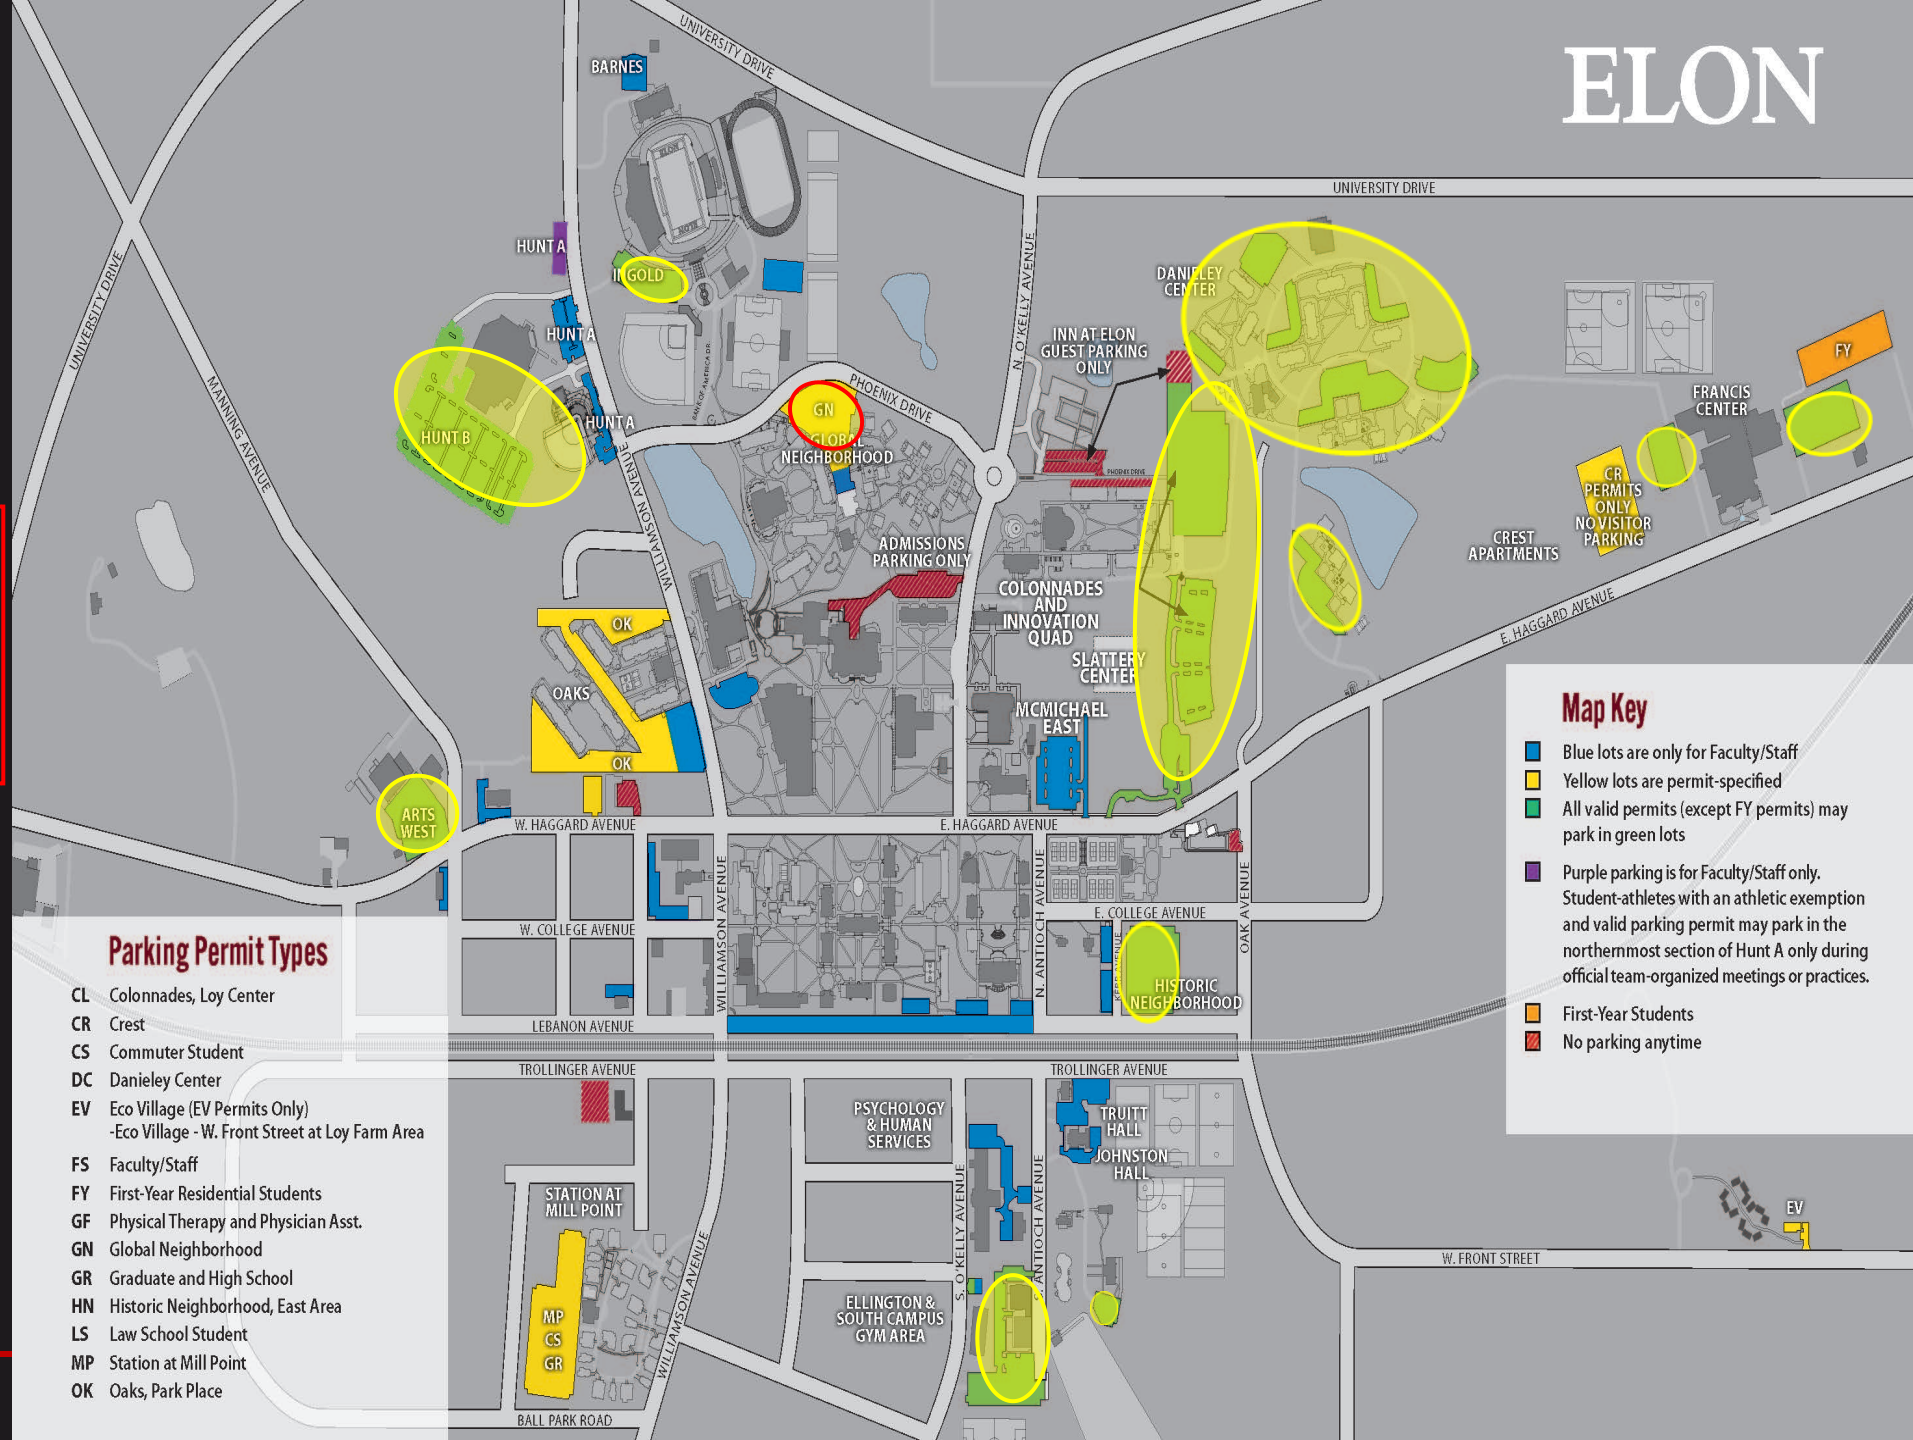 ELON
UNIVERSITY DRIVE
BARNES
ELON
ELON
UNIVERSITY DRIVE
HUNT A
INGOLD
UNIVERSITY DRIVE
N. O'KELLY AVENUE
DANIELEY
CENTER
HUNT A
INN AT ELON
GUEST PARKING
ONLY
FY
BANK OF AMERICA DR.
PHOENIX DRIVE
GN
GLOBAL
NEIGHBORHOOD
FRANCIS
CENTER
MANNING AVENUE
HUNT A
HUNT B
PHOENIX DRIVE
CR
PERMITS
ONLY
NO VISITOR
PARKING
WILLIAMSON AVENUE
ADMISSIONS
PARKING ONLY
CREST
APARTMENTS
COLONNADES
AND
INNOVATION
QUAD
E. HAGGARD AVENUE
OK
SLATTERY
CENTER
OAKS
MCMICHAEL
EAST
OK
ARTS
WEST
W. HAGGARD AVENUE
E. HAGGARD AVENUE
WILLIAMSON AVENUE
N. ANTIOCH AVENUE
OAK AVENUE
E. COLLEGE AVENUE
W. COLLEGE AVENUE
KERR AVENUE
HISTORIC
NEIGHBORHOOD
LEBANON AVENUE
TROLLINGER AVENUE
TROLLINGER AVENUE
PSYCHOLOGY
& HUMAN
SERVICES
TRUITT
HALL
JOHNSTON
HALL
STATION AT
MILL POINT
S. O'KELLY AVENUE
S. ANTIOCH AVENUE
WILLIAMSON AVENUE
EV
W. FRONT STREET
MP
CS
GR
ELLINGTON &
SOUTH CAMPUS
GYM AREA
BALL PARK ROAD
Map Key
Blue lots are only for Faculty/Staff
Yellow lots are permit-specified
All valid permits (except FY permits) may
park in green lots
Purple parking is for Faculty/Staff only.
Student-athletes with an athletic exemption
and valid parking permit may park in the
northernmost section of Hunt A only during
official team-organized meetings or practices.
First-Year Students
No parking anytime
Parking Permit Types
CL Colonnades, Loy Center
CR Crest
CS Commuter Student
DC Danieley Center
EV Eco Village (EV Permits Only)
-Eco Village - W. Front Street at Loy Farm Area
FS Faculty/Staff
FY First-Year Residential Students
GF Physical Therapy and Physician Asst.
GN Global Neighborhood
GR Graduate and High School
HN Historic Neighborhood, East Area
LS Law School Student
MP Station at Mill Point
OK Oaks, Park Place